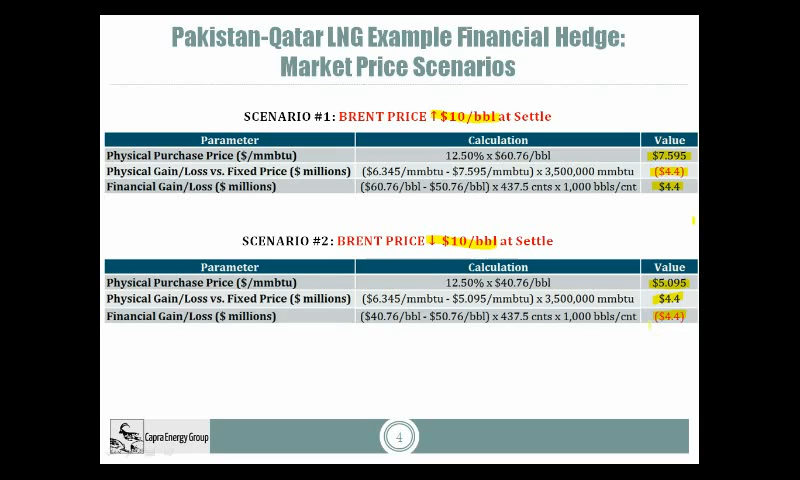 Pakistan-Qatar LNG Example Financial Hedge:
Market Price Scenarios
SCENARIO #1: BRENT PRICE ↑ $10/bbl at Settle
Parameter Calculation Value
Physical Purchase Price ($/mmbtu) 12.50% x $60.76/bbl $7.595
Physical Gain/Loss vs. Fixed Price ($ millions) ($6.345/mmbtu - $7.595/mmbtu) x 3,500,000 mmbtu ($4.4)
Financial Gain/Loss ($ millions) ($60.76/bbl - $50.76/bbl) x 437.5 cnts x 1,000 bbls/cnt $4.4
SCENARIO #2: BRENT PRICE ↓ $10/bbl at Settle
Parameter Calculation Value
Physical Purchase Price ($/mmbtu) 12.50% x $40.76/bbl $5.095
Physical Gain/Loss vs. Fixed Price ($ millions) ($6.345/mmbtu - $5.095/mmbtu) x 3,500,000 mmbtu $4.4
Financial Gain/Loss ($ millions) ($40.76/bbl - $50.76/bbl) x 437.5 cnts x 1,000 bbls/cnt ($4.4)
Capra Energy Group
4